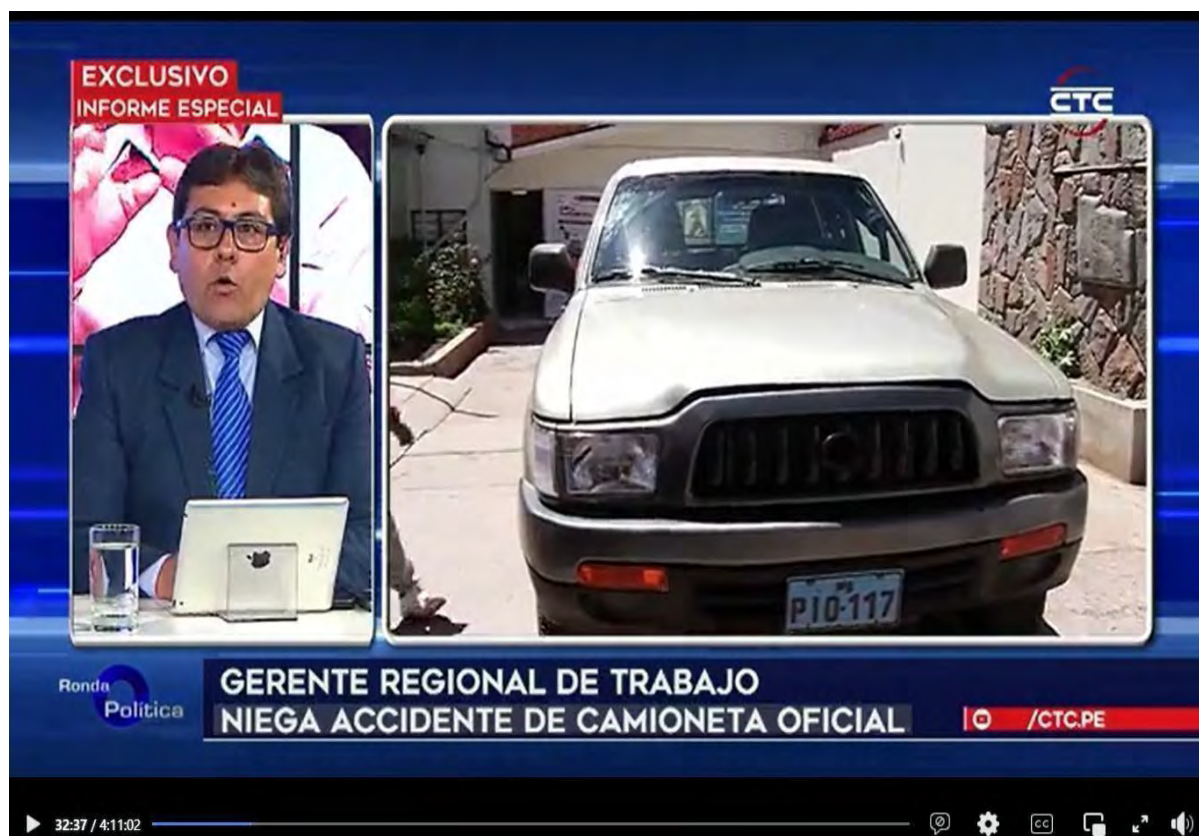 EXCLUSIVO
INFORME ESPECIAL
CTC
PIO-117
Ronda
Política
GERENTE REGIONAL DE TRABAJO
NIEGA ACCIDENTE DE CAMIONETA OFICIAL
/CTC.PE
32:37 / 4:11:02
CC